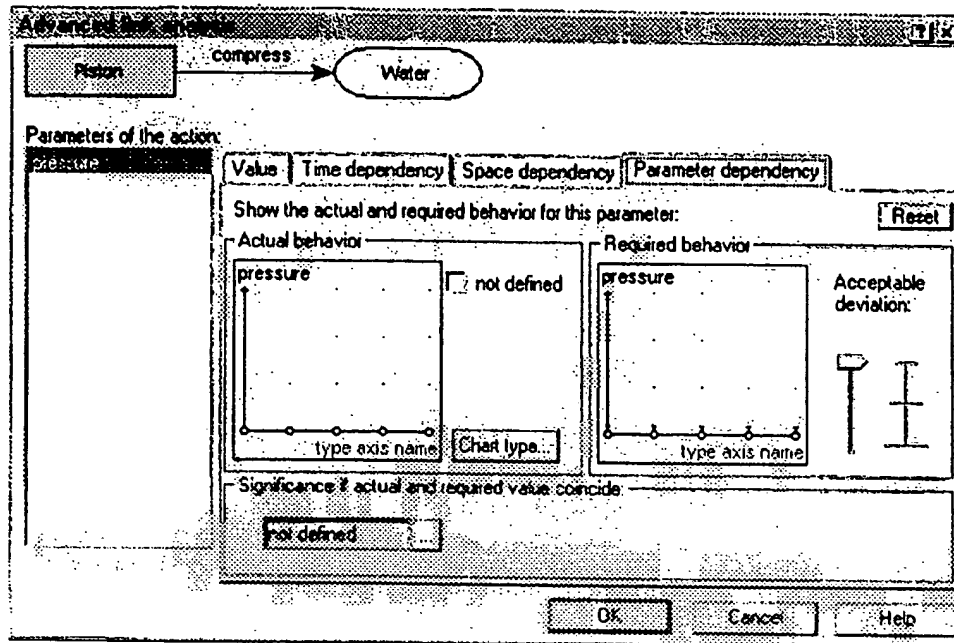 Advanced link analysis
Piston
compress
Water
Parameters of the action:
pressure
Value
Time dependency
Space dependency
Parameter dependency
Show the actual and required behavior for this parameter:
Reset
Actual behavior
pressure
type axis name
not defined
Chart type...
Required behavior
pressure
type axis name
Acceptable
deviation:
Significance if actual and required value coincide:
not defined
...
OK
Cancel
Help